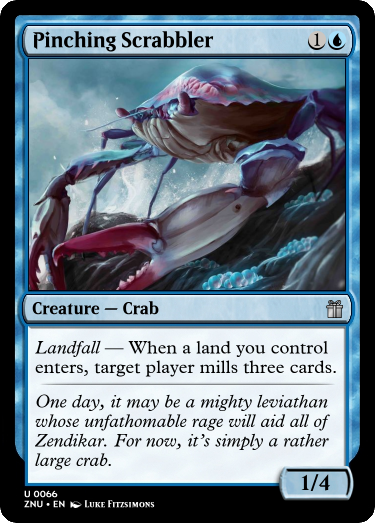 Pinching Scrabbler 1
Creature — Crab
Landfall — When a land you control
enters, target player mills three cards.
One day, it may be a mighty leviathan
whose unfathomable rage will aid all of
Zendikar. For now, it's simply a rather
large crab.
1/4
U 0066
ZNU • EN Luke Fitzsimons